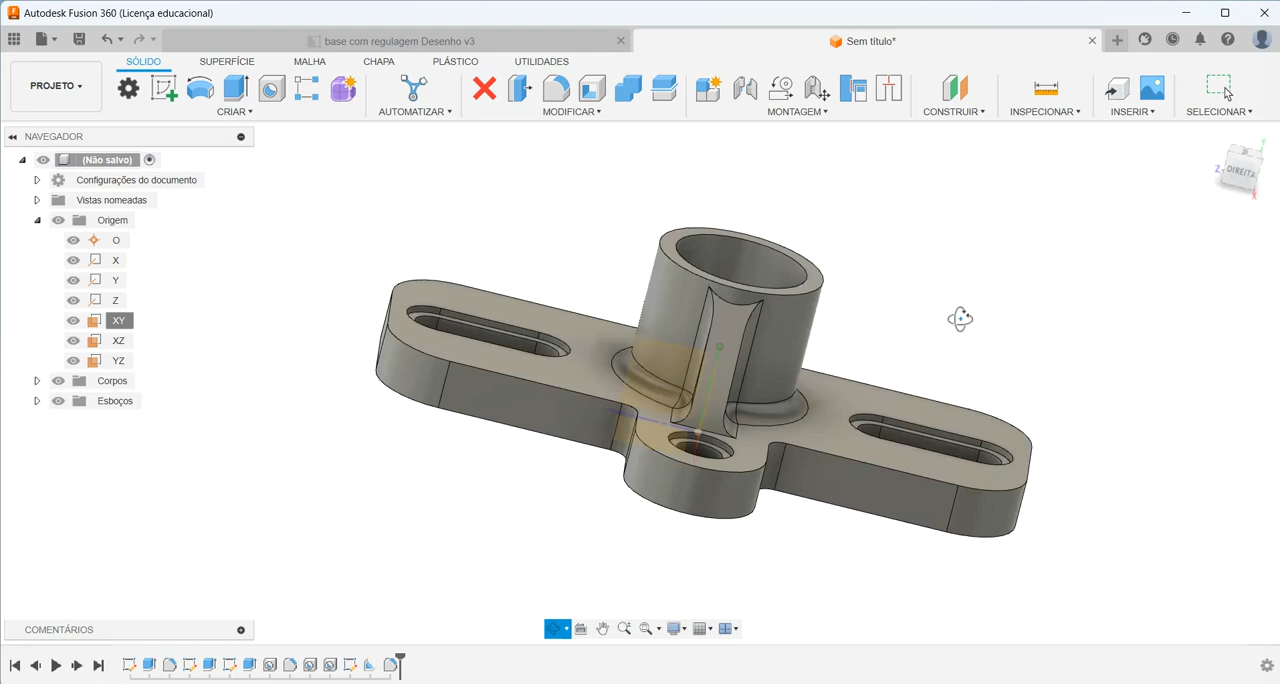 Autodesk Fusion 360 (Licença educacional)
base com regulagem Desenho v3
Sem título*
PROJETO
SÓLIDO SUPERFÍCIE MALHA CHAPA PLÁSTICO UTILIDADES
CRIAR AUTOMATIZAR MODIFICAR MONTAGEM CONSTRUIR INSPECIONAR INSERIR SELECIONAR
NAVEGADOR
(Não salvo)
Configurações do documento
Vistas nomeadas
Origem
O
X
Y
Z
XY
XZ
YZ
Corpos
Esboços
Y
Z
DIREITA
X
COMENTÁRIOS